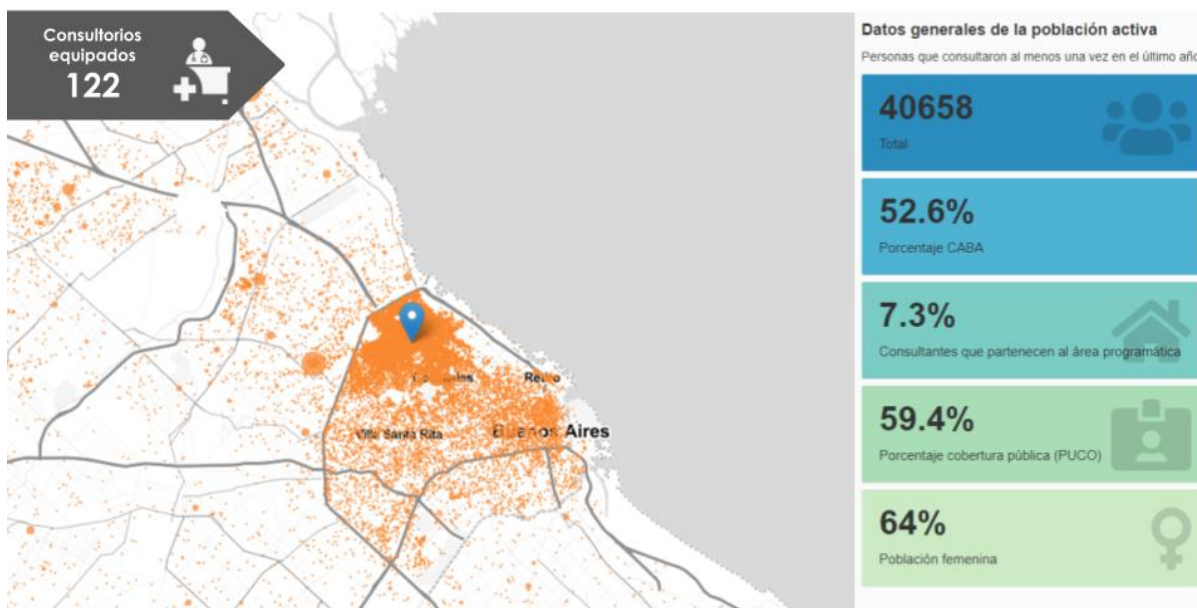 Consultorios
equipados
122
Villa Santa Rita
Buenos Aires
Datos generales de la población activa
Personas que consultaron al menos una vez en el último año
40658
Total
52.6%
Porcentaje CABA
7.3%
Consultantes que partenecen al área programática
59.4%
Porcentaje cobertura pública (PUCO)
64%
Población femenina